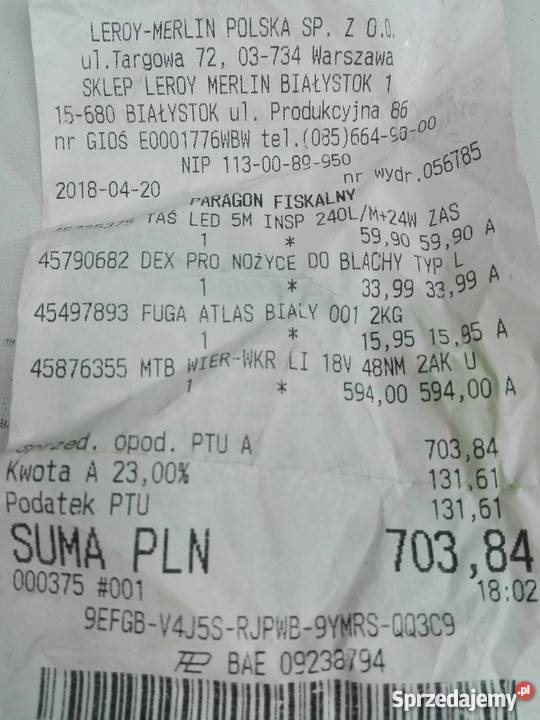 LEROY-MERLIN POLSKA SP. Z O.O.
ul.Targowa 72, 03-734 Warszawa
SKLEP LEROY MERLIN BIAŁYSTOK 1
15-680 BIAŁYSTOK ul. Produkcyjna 86
nr GIOŚ E0001776WBW tel.(085)664-98-00
NIP 113-00-89-950
2018-04-20 nr wydr.056785
PARAGON FISKALNY
TAŚ LED 5M INSP 240L/M+24W ZAS
1 * 59,90 59,90 A
45790682 DEX PRO NOŻYCE DO BLACHY TYP L
1 * 33,99 33,99 A
45497893 FUGA ATLAS BIAŁY 001 2KG
1 * 15,95 15,95 A
45876355 MTB WIER-WKR LI 18V 48NM 2AK U
1 * 594,00 594,00 A
Sprzed. opod. PTU A 703,84
Kwota A 23,00% 131,61
Podatek PTU 131,61
SUMA PLN 703,84
000375 #001 18:02
9EFGB-V4J5S-RJPWB-9YMRS-QQ3C9
BAE 09238794
Sprzedajemy.pl